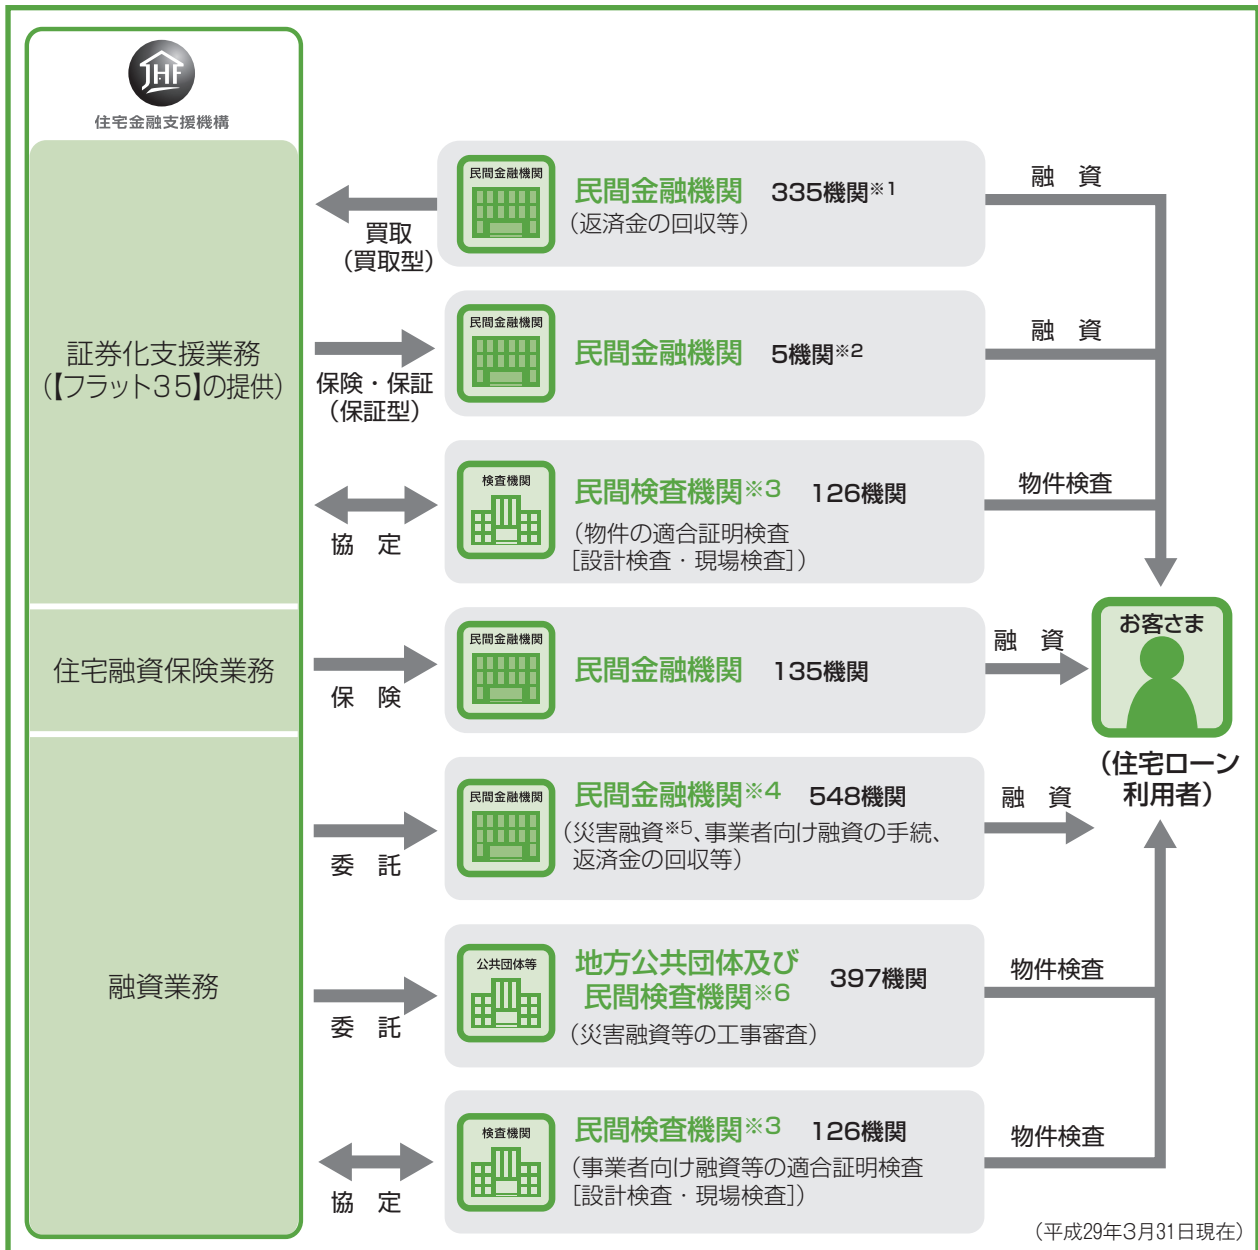 JHF
住宅金融支援機構
証券化支援業務
(【フラット35】の提供)
買取
(買取型)
民間金融機関
民間金融機関 335機関※1
(返済金の回収等)
融 資
保険・保証
(保証型)
民間金融機関
民間金融機関 5機関※2
融 資
協 定
検査機関
民間検査機関※3 126機関
(物件の適合証明検査
[設計検査・現場検査])
物件検査
住宅融資保険業務
保 険
民間金融機関
民間金融機関 135機関
融 資
お客さま
(住宅ローン
利用者)
融資業務
委 託
民間金融機関
民間金融機関※4 548機関
(災害融資※5、事業者向け融資の手続、
返済金の回収等)
融 資
委 託
公共団体等
地方公共団体及び
民間検査機関※6 397機関
(災害融資等の工事審査)
物件検査
協 定
検査機関
民間検査機関※3 126機関
(事業者向け融資等の適合証明検査
[設計検査・現場検査])
物件検査
(平成29年3月31日現在)